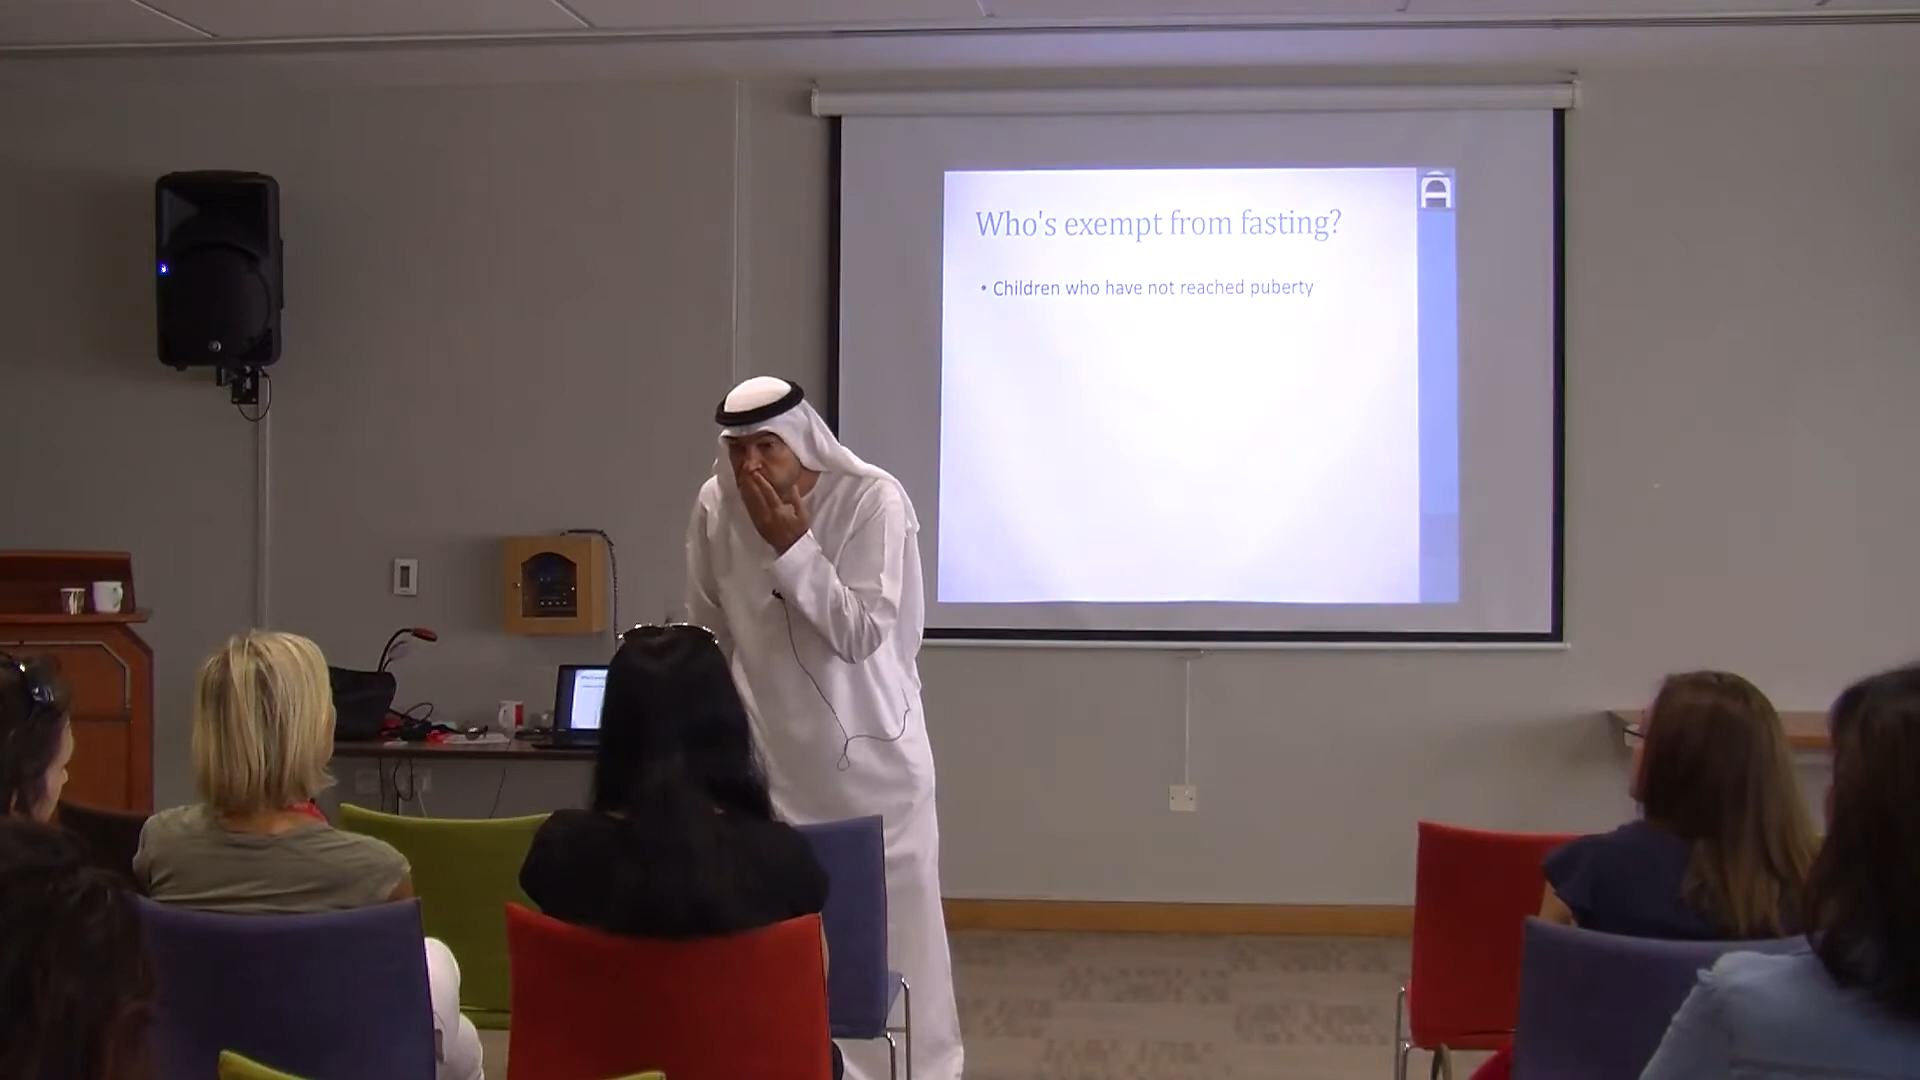 Who's exempt from fasting?
• Children who have not reached puberty